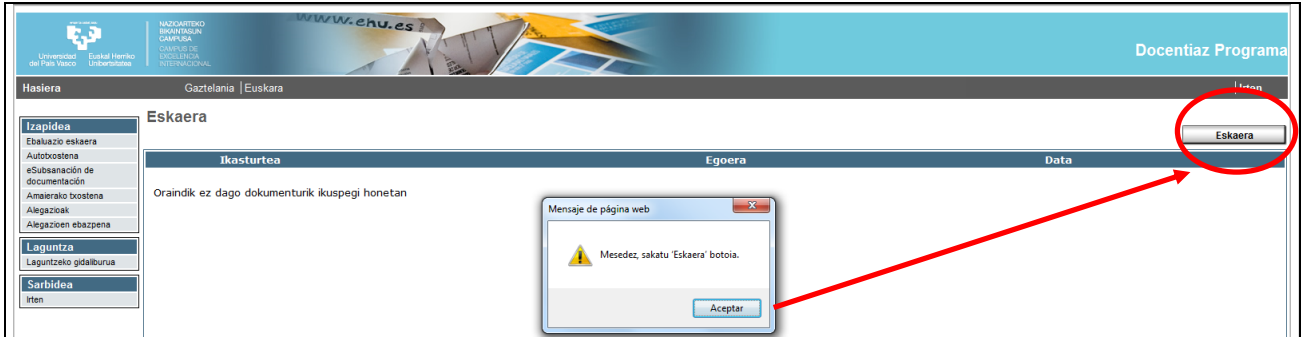 www.ehu.es
NAZIOARTEKO
BIKAINTASUN
CAMPUSA
CAMPUS DE
EXCELENCIA
INTERNACIONAL
Universidad Euskal Herriko
del País Vasco Unibertsitatea
Docentiaz Programa
Hasiera Gaztelania | Euskara | Irten
Eskaera
Eskaera
Izapidea
Ebaluazio eskaera
Autotxostena
eSubsanación de
documentación
Amaierako txostena
Alegazioak
Alegazioen ebazpena
Laguntza
Laguntzeko gidaliburua
Sarbidea
Irten
Ikasturtea Egoera Data
Oraindik ez dago dokumenturik ikuspegi honetan
Mensaje de página web
Mesedez, sakatu 'Eskaera' botoia.
Aceptar